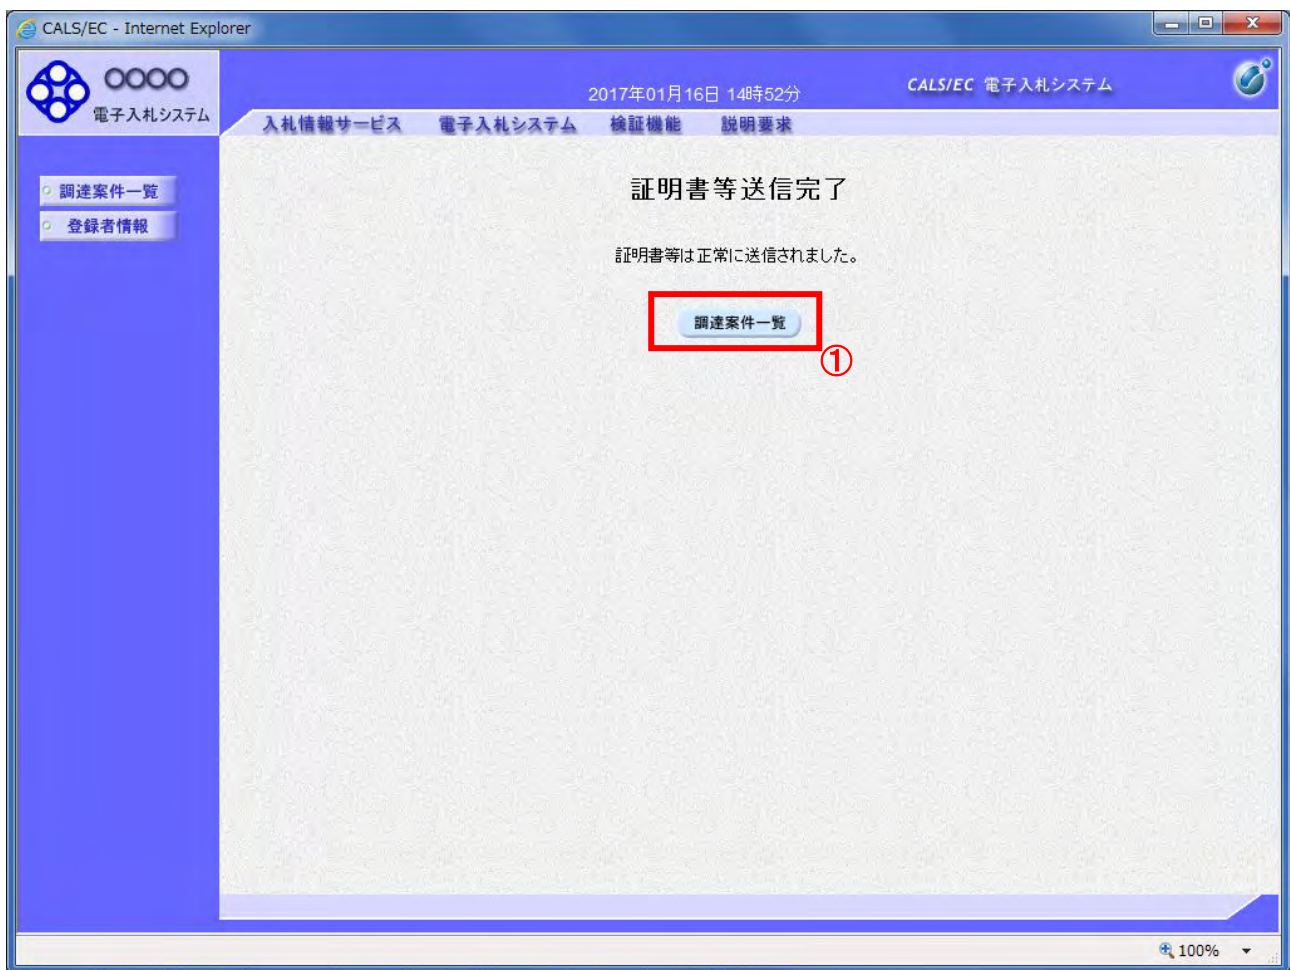 CALS/EC - Internet Explorer
〇〇〇〇
電子入札システム
2017年01月16日 14時52分
CALS/EC 電子入札システム
入札情報サービス 電子入札システム 検証機能 説明要求
調達案件一覧
登録者情報
証明書等送信完了
証明書等は正常に送信されました。
調達案件一覧
①
100%